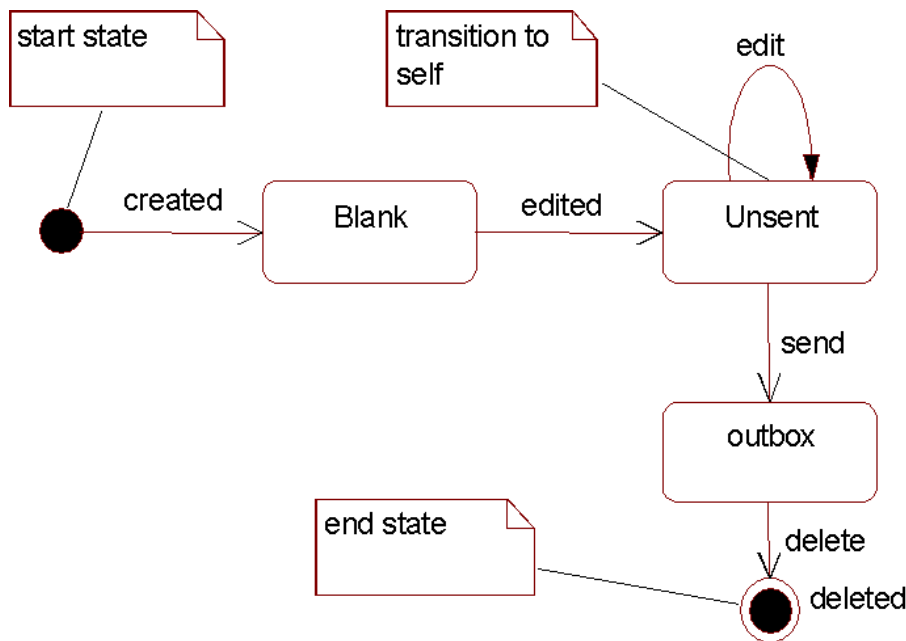 start state
transition to
self
edit
created
Blank
edited
Unsent
send
outbox
end state
delete
deleted